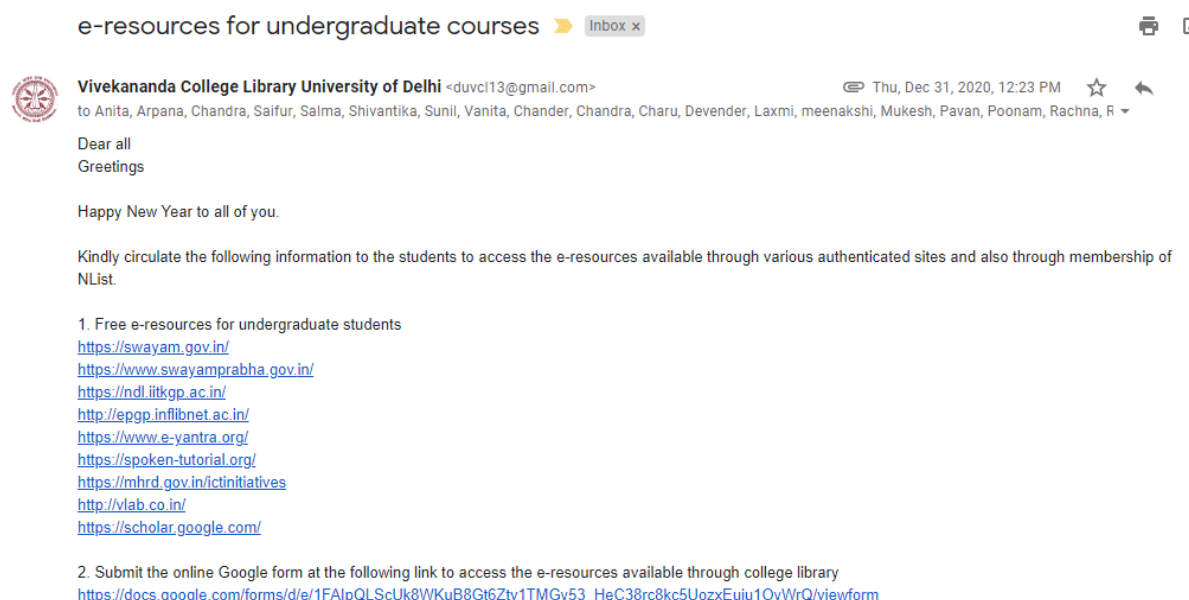 e-resources for undergraduate courses
Inbox x
Vivekananda College Library University of Delhi <duvcl13@gmail.com>
Thu, Dec 31, 2020, 12:23 PM
to Anita, Arpana, Chandra, Saifur, Salma, Shivantika, Sunil, Vanita, Chander, Chandra, Charu, Devender, Laxmi, meenakshi, Mukesh, Pavan, Poonam, Rachna, R
Dear all
Greetings
Happy New Year to all of you.
Kindly circulate the following information to the students to access the e-resources available through various authenticated sites and also through membership of
NList.
1. Free e-resources for undergraduate students
https://swayam.gov.in/
https://www.swayamprabha.gov.in/
https://ndl.iitkgp.ac.in/
http://epgp.inflibnet.ac.in/
https://www.e-yantra.org/
https://spoken-tutorial.org/
https://mhrd.gov.in/ictinitiatives
http://vlab.co.in/
https://scholar.google.com/
2. Submit the online Google form at the following link to access the e-resources available through college library